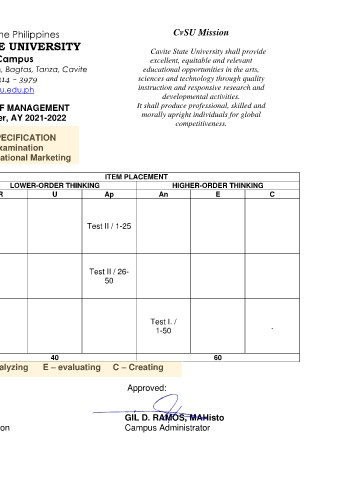 he Philippines
E UNIVERSITY
Campus
, Bagtas, Tanza, Cavite
14 - 3979
u.edu.ph
F MANAGEMENT
er, AY 2021-2022
PECIFICATION
xamination
ational Marketing
CvSU Mission
Cavite State University shall provide
excellent, equitable and relevant
educational opportunities in the arts,
sciences and technology through quality
instruction and responsive research and
developmental activities.
It shall produce professional, skilled and
morally upright individuals for global
competitiveness.
ITEM PLACEMENT
LOWER-ORDER THINKING HIGHER-ORDER THINKING
R U Ap An E C
Test II / 1-25
Test II / 26-
50
Test I. /
1-50 .
40 60
alyzing E – evaluating C – Creating
Approved:
GIL D. RAMOS, MAHisto
on Campus Administrator